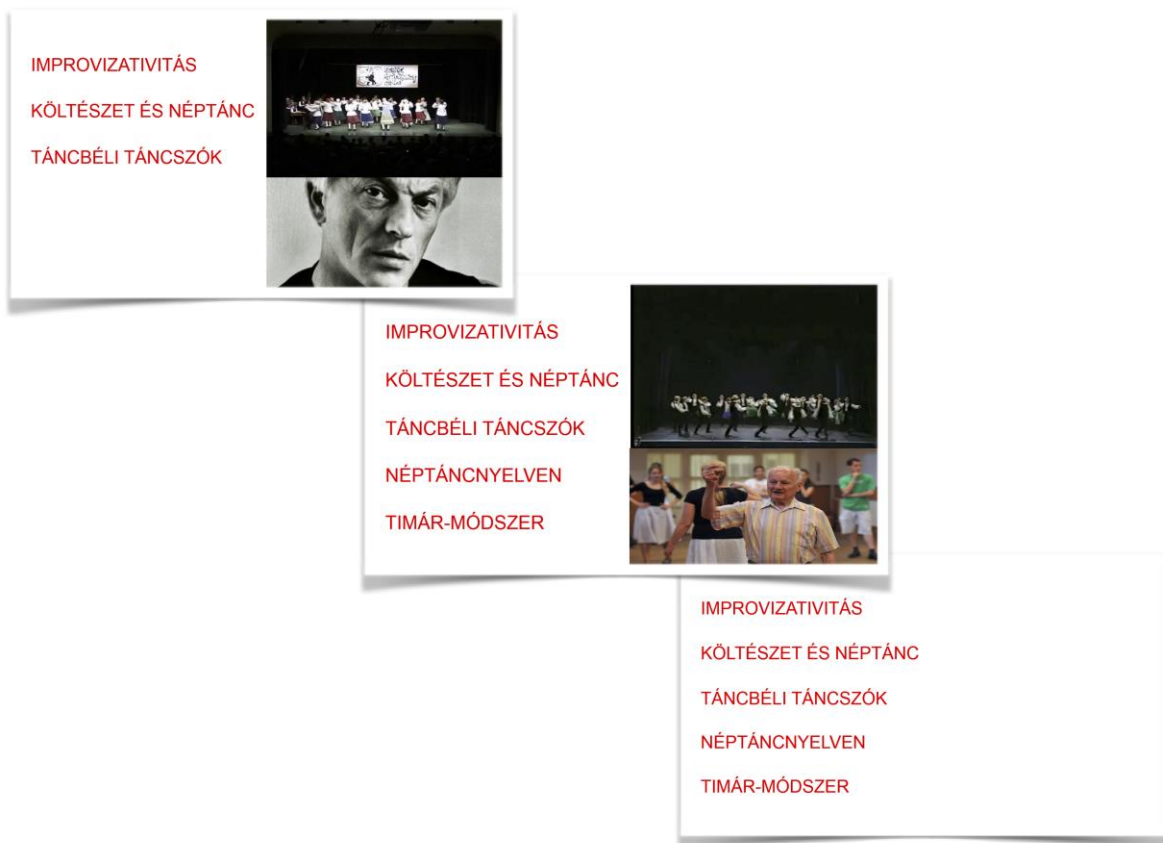 IMPROVIZATIVITÁS
KÖLTÉSZET ÉS NÉPTÁNC
TÁNCBÉLI TÁNCSZÓK
IMPROVIZATIVITÁS
KÖLTÉSZET ÉS NÉPTÁNC
TÁNCBÉLI TÁNCSZÓK
NÉPTÁNCNYELVEN
TIMÁR-MÓDSZER
IMPROVIZATIVITÁS
KÖLTÉSZET ÉS NÉPTÁNC
TÁNCBÉLI TÁNCSZÓK
NÉPTÁNCNYELVEN
TIMÁR-MÓDSZER